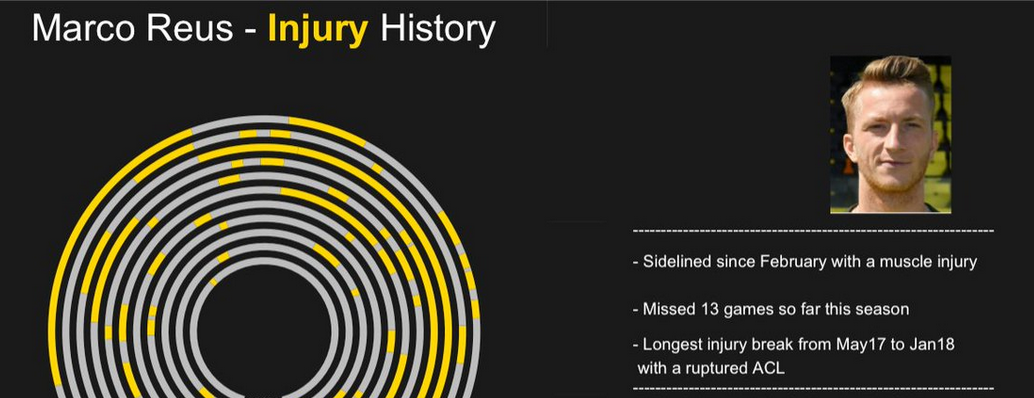 Marco Reus - Injury History
- Sidelined since February with a muscle injury
- Missed 13 games so far this season
- Longest injury break from May17 to Jan18
with a ruptured ACL